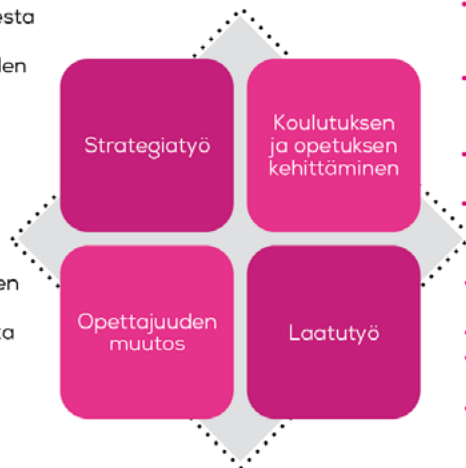 Strategiatyö
Koulutuksen
ja opetuksen
kehittäminen
Opettajuuden
muutos
Laatutyö